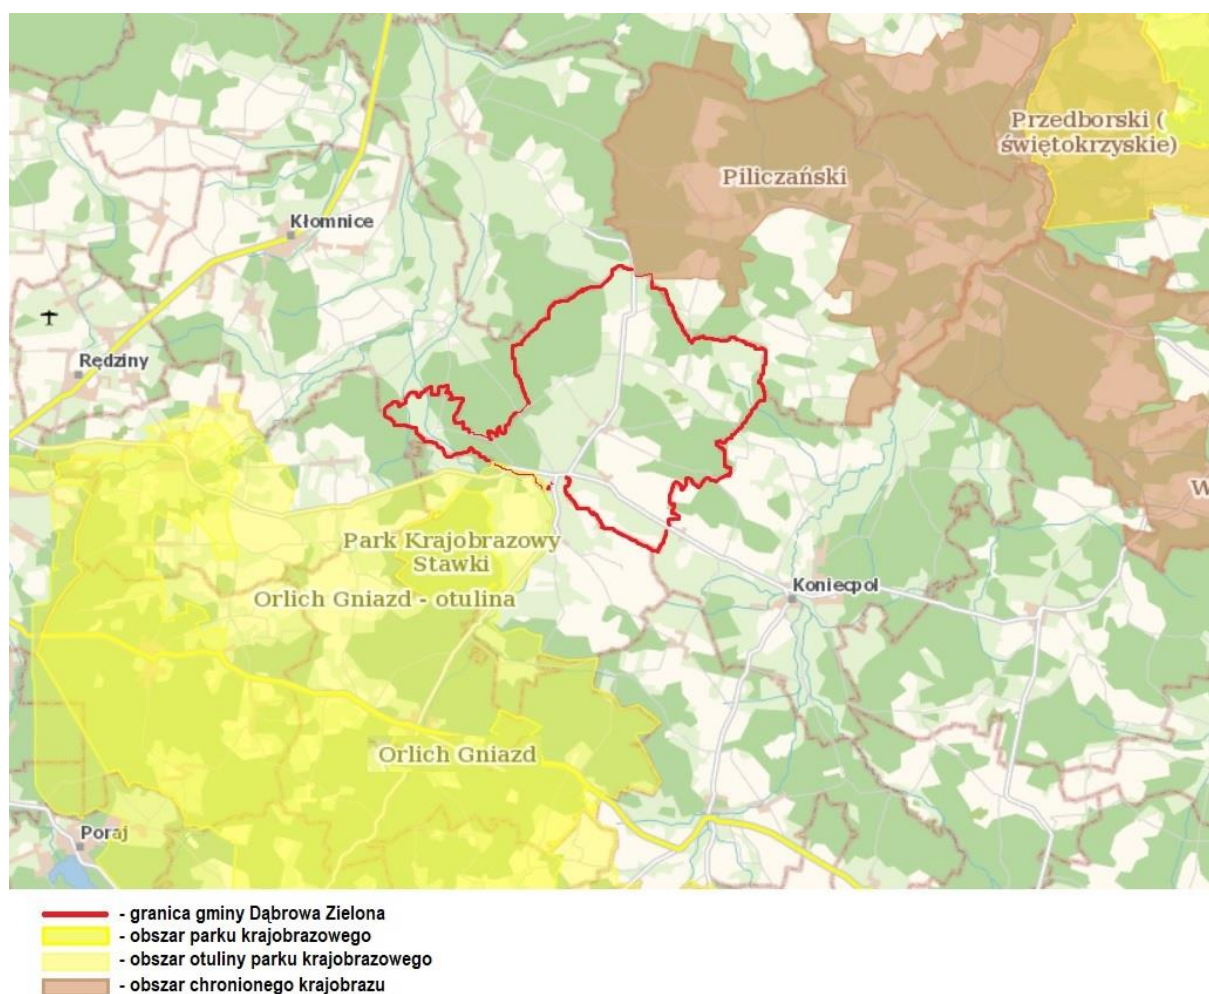 Przedborski (
świętokrzyskie)
Piliczański
Kłomnice
Rędziny
Park Krajobrazowy
Stawki
Orlich Gniazd - otulina
Koniecpol
Orlich Gniazd
Poraj
W
- granica gminy Dąbrowa Zielona
- obszar parku krajobrazowego
- obszar otuliny parku krajobrazowego
- obszar chronionego krajobrazu